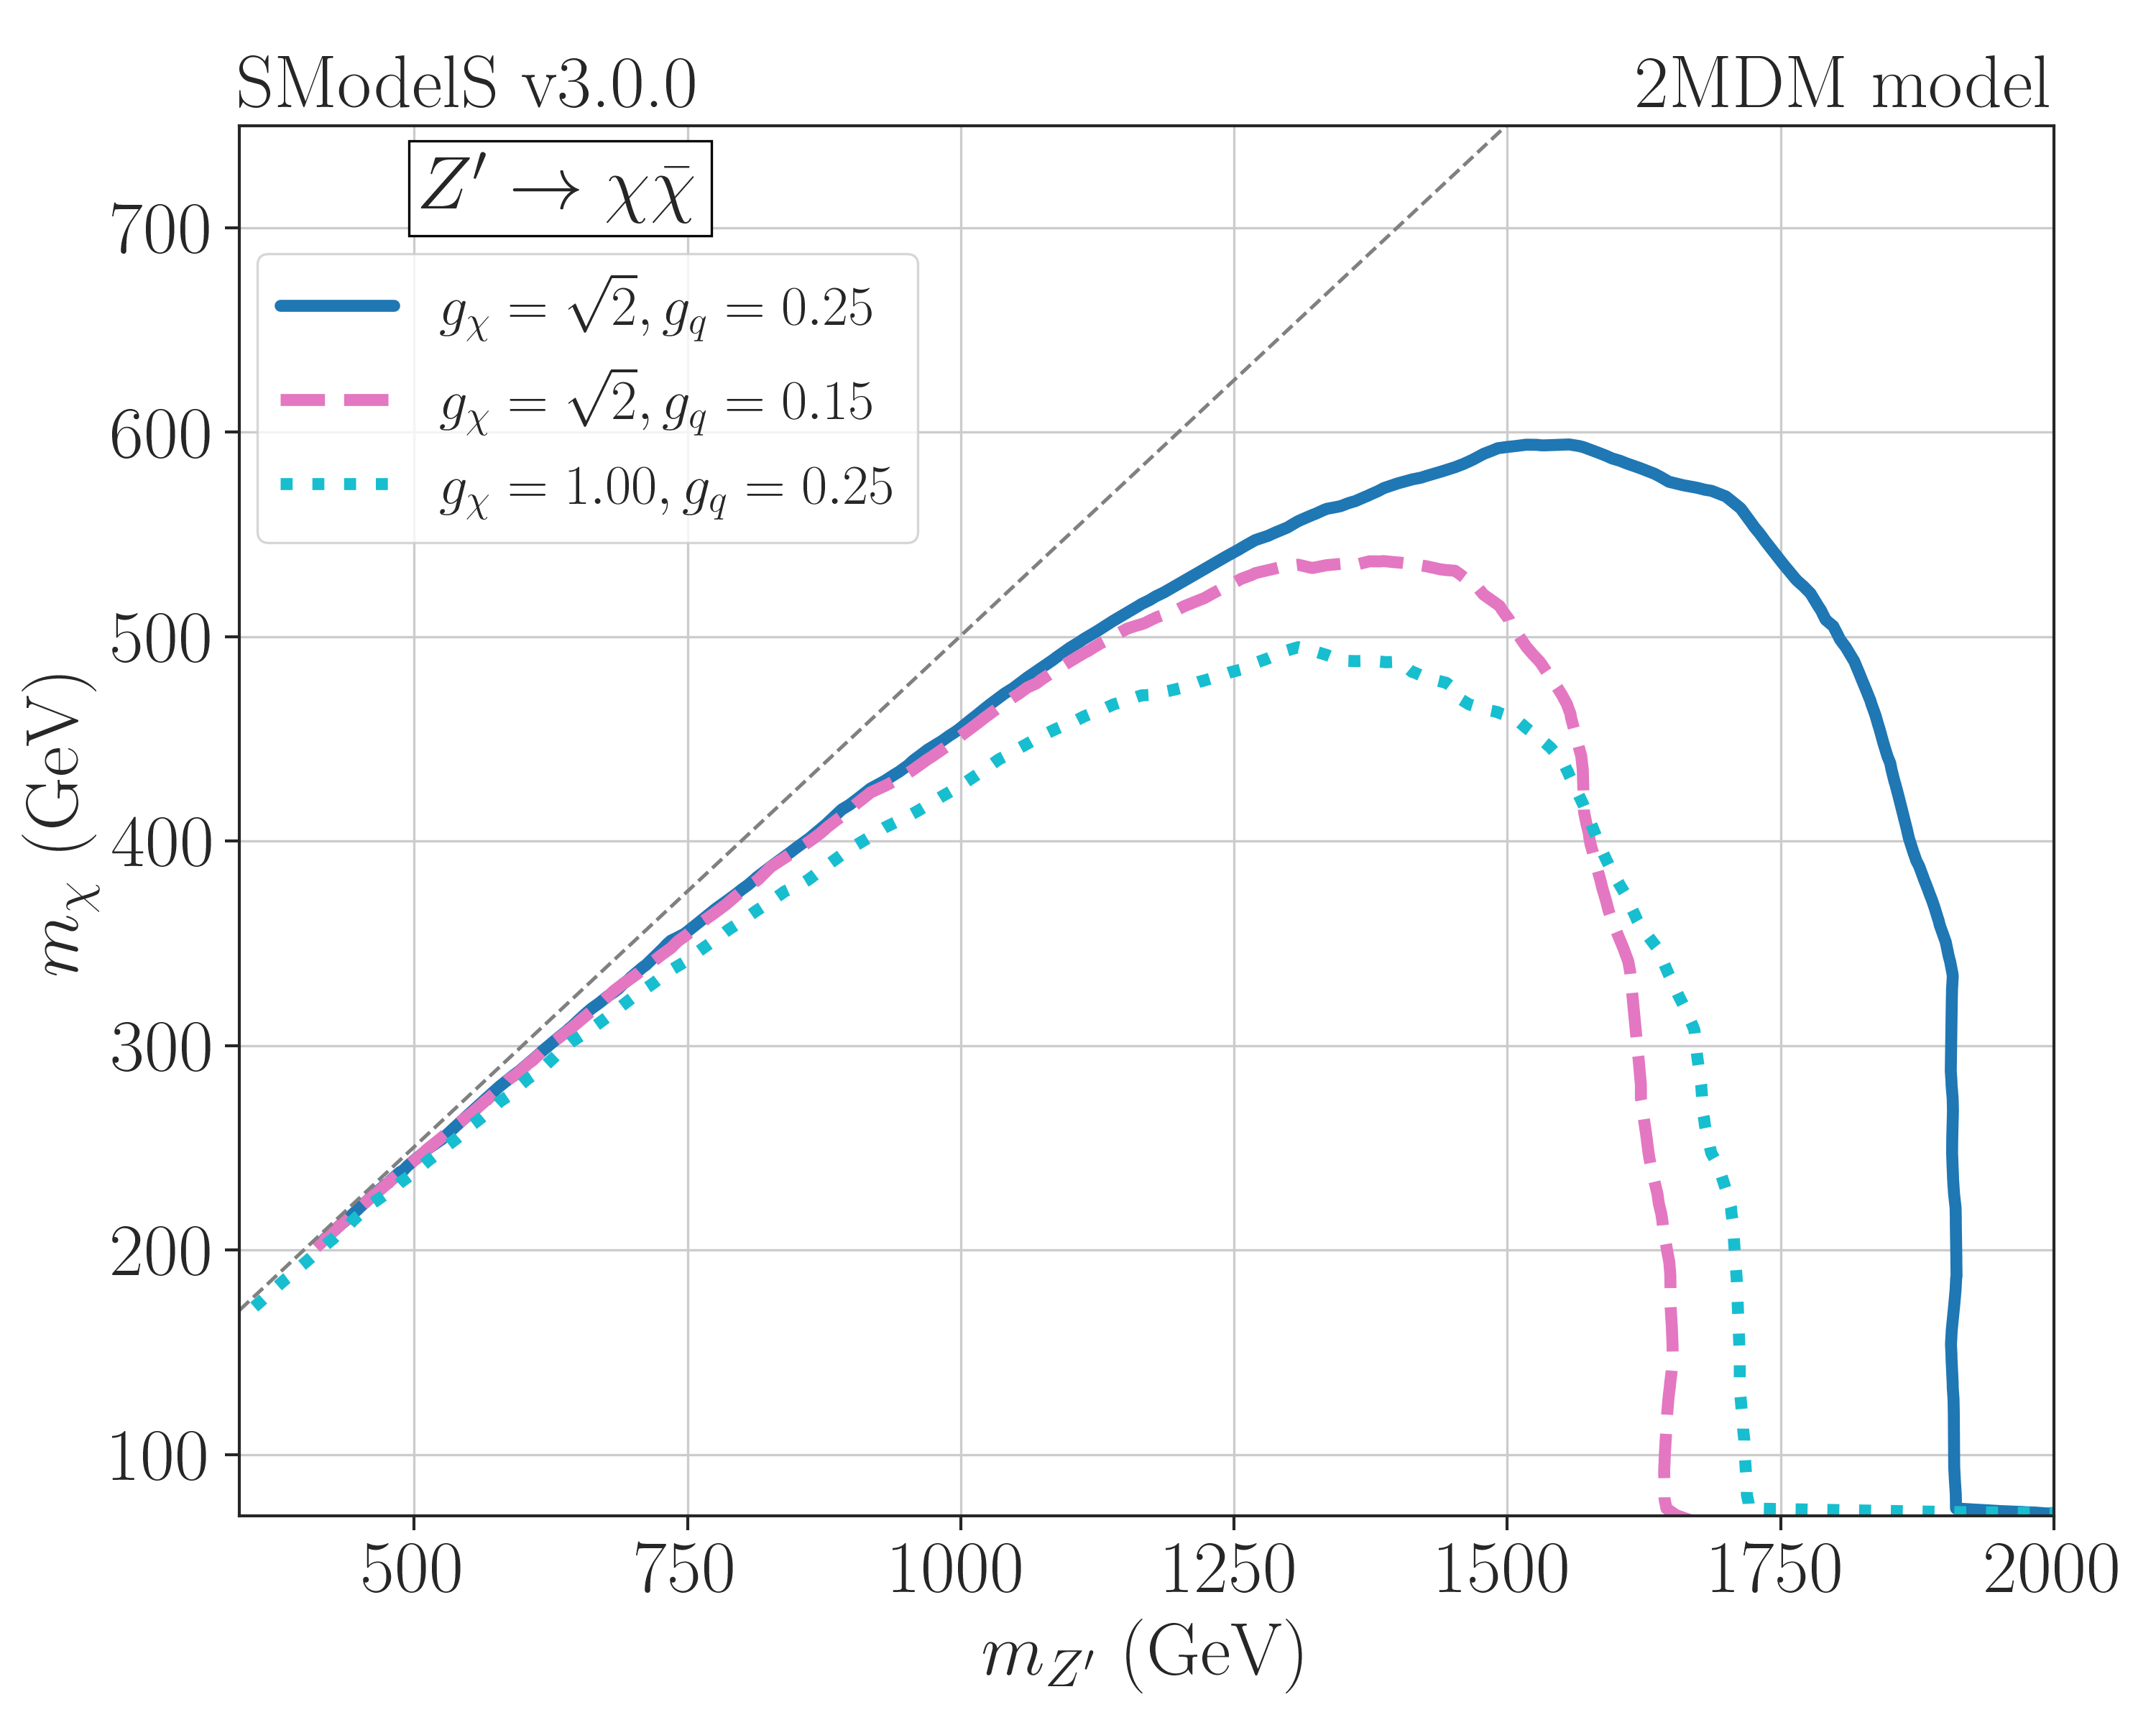 SModelS v3.0.0
2MDM model
Z′ → χχ̄
g_χ = √2, g_q = 0.25
g_χ = √2, g_q = 0.15
g_χ = 1.00, g_q = 0.25
700
600
500
400
300
200
100
m_χ (GeV)
500 750 1000 1250 1500 1750 2000
m_Z′ (GeV)